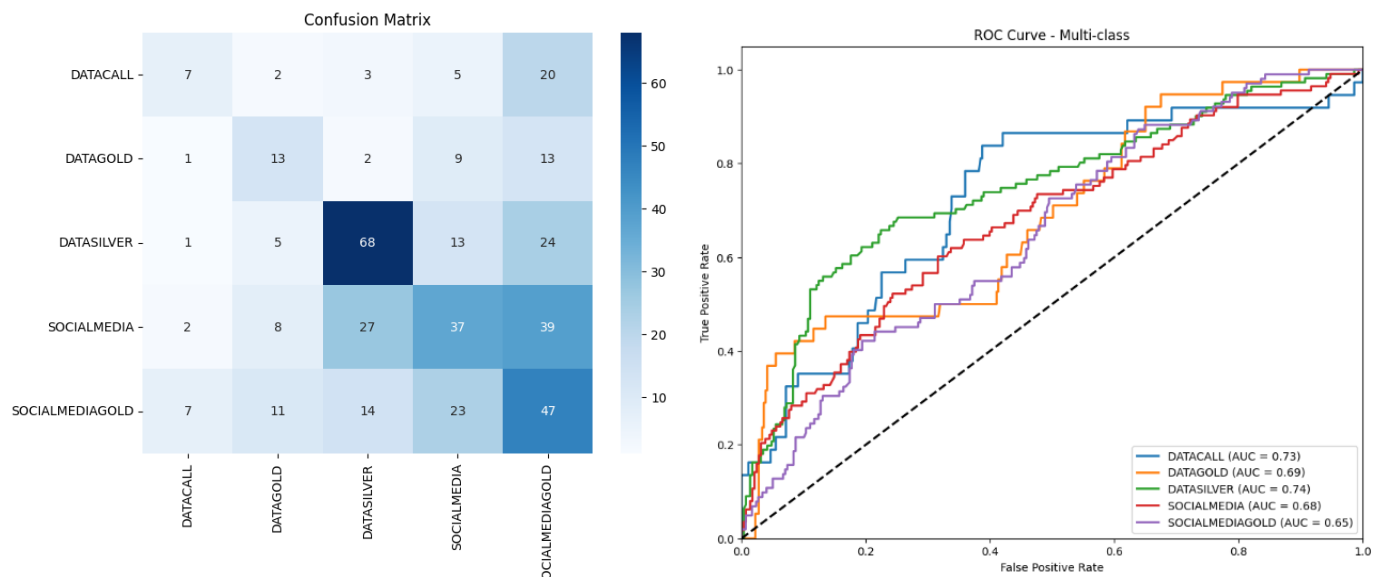 Confusion Matrix
DATACALL
7 2 3 5 20
DATAGOLD
1 13 2 9 13
DATASILVER
1 5 68 13 24
SOCIALMEDIA
2 8 27 37 39
SOCIALMEDIAGOLD
7 11 14 23 47
DATACALL
DATAGOLD
DATASILVER
SOCIALMEDIA
OCIALMEDIAGOLD
60
50
40
30
20
10
ROC Curve - Multi-class
True Positive Rate
1.0
0.8
0.6
0.4
0.2
0.0
0.0 0.2 0.4 0.6 0.8 1.0
False Positive Rate
DATACALL (AUC = 0.73)
DATAGOLD (AUC = 0.69)
DATASILVER (AUC = 0.74)
SOCIALMEDIA (AUC = 0.68)
SOCIALMEDIAGOLD (AUC = 0.65)